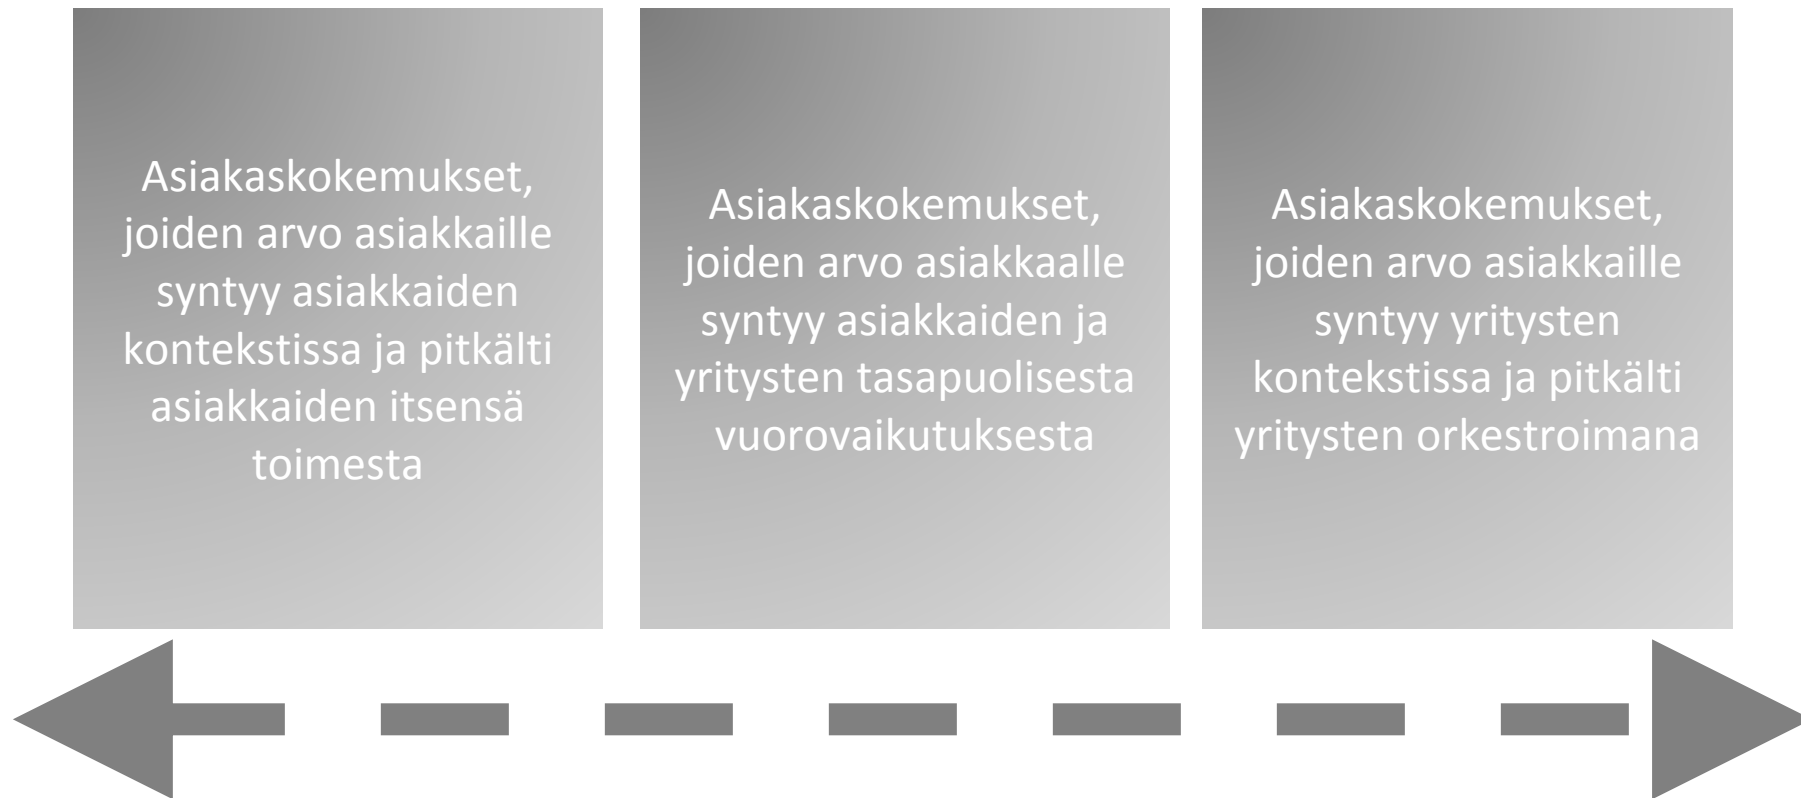 Asiakaskokemukset,
joiden arvo asiakkaille
syntyy asiakkaiden
kontekstissa ja pitkälti
asiakkaiden itsensä
toimesta
Asiakaskokemukset,
joiden arvo asiakkaalle
syntyy asiakkaiden ja
yritysten tasapuolisesta
vuorovaikutuksesta
Asiakaskokemukset,
joiden arvo asiakkaille
syntyy yritysten
kontekstissa ja pitkälti
yritysten orkestroimana